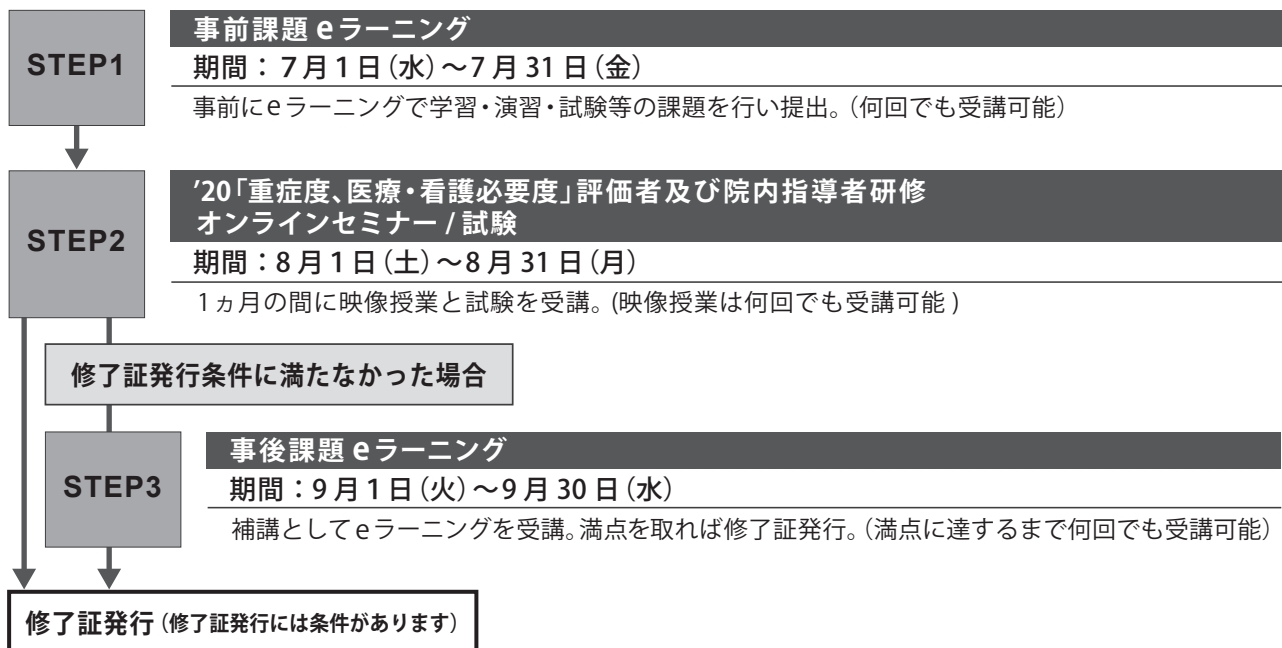 STEP1
事前課題 eラーニング
期間：7月1日（水）～7月31日（金）
事前にeラーニングで学習・演習・試験等の課題を行い提出。（何回でも受講可能）
STEP2
’20「重症度、医療・看護必要度」評価者及び院内指導者研修
オンラインセミナー / 試験
期間：8月1日（土）～8月31日（月）
1ヵ月の間に映像授業と試験を受講。(映像授業は何回でも受講可能 )
修了証発行条件に満たなかった場合
STEP3
事後課題 eラーニング
期間：9月1日（火）～9月30日（水）
補講としてeラーニングを受講。満点を取れば修了証発行。（満点に達するまで何回でも受講可能）
修了証発行（修了証発行には条件があります）